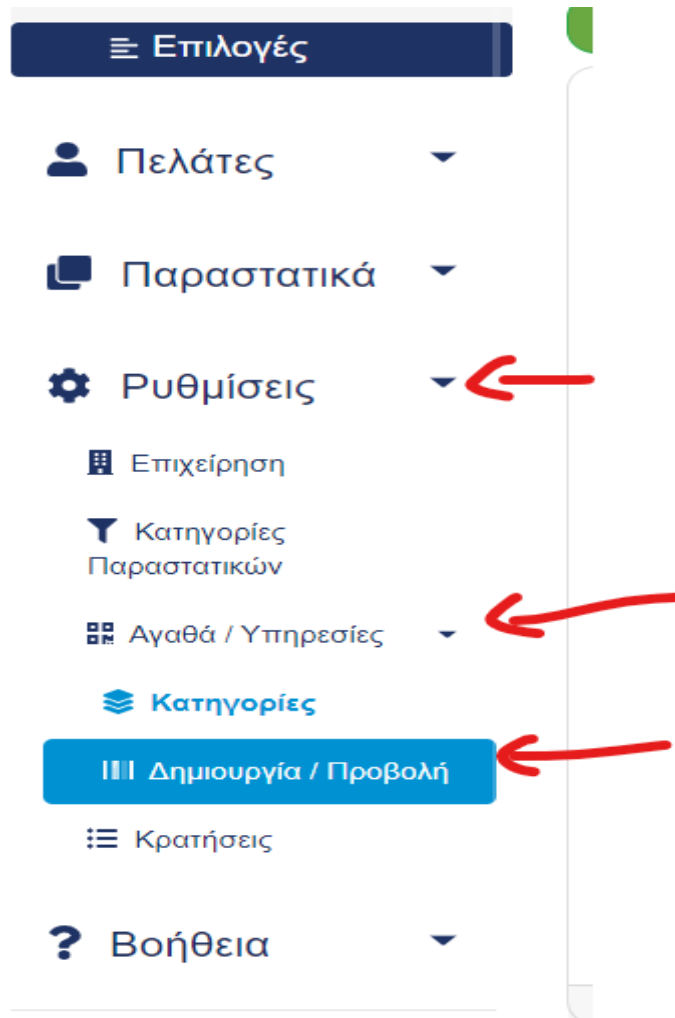 Επιλογές
Πελάτες
Παραστατικά
Ρυθμίσεις
Επιχείρηση
Κατηγορίες
Παραστατικών
Αγαθά / Υπηρεσίες
Κατηγορίες
Δημιουργία / Προβολή
Κρατήσεις
Βοήθεια